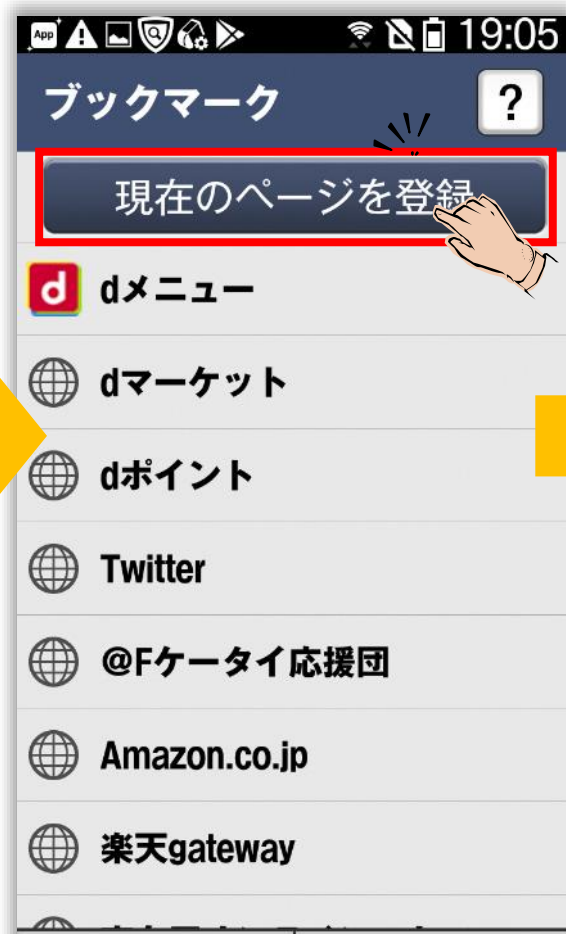 App 19:05
ブックマーク ?
現在のページを登録
d dメニュー
dマーケット
dポイント
Twitter
@Fケータイ応援団
Amazon.co.jp
楽天gateway